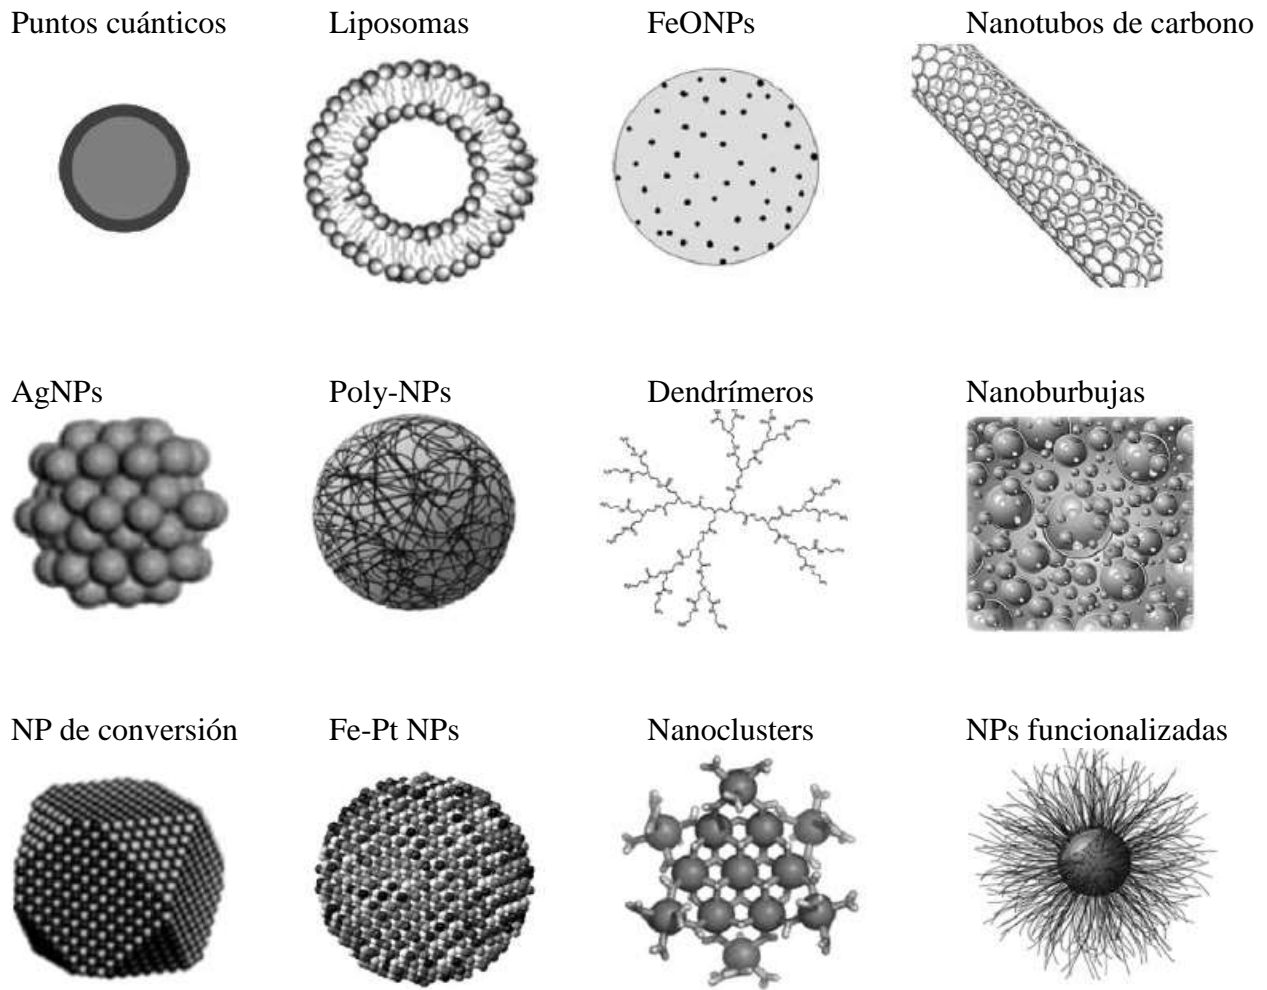 Puntos cuánticos
Liposomas
FeONPs
Nanotubos de carbono
AgNPs
Poly-NPs
Dendrímeros
Nanoburbujas
NP de conversión
Fe-Pt NPs
Nanoclusters
NPs funcionalizadas